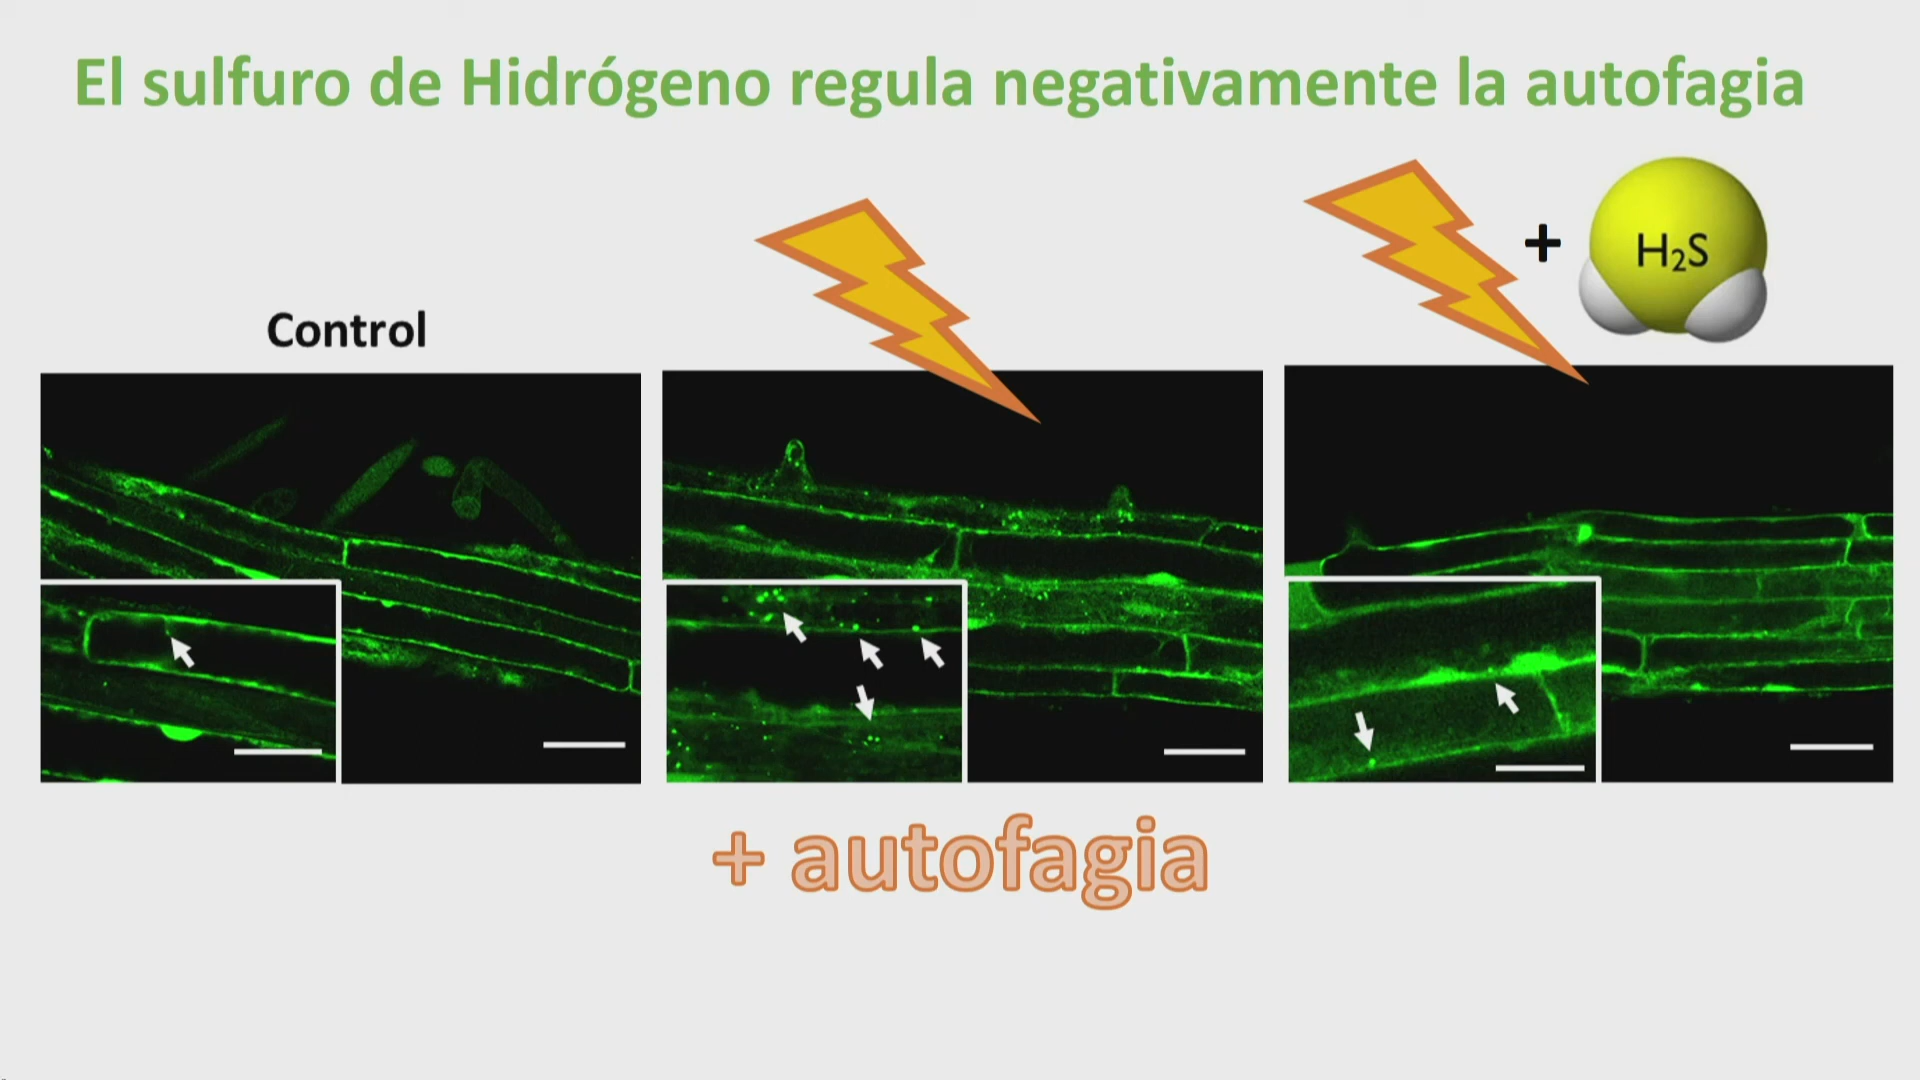 El sulfuro de Hidrógeno regula negativamente la autofagia
+
H₂S
Control
+ autofagia